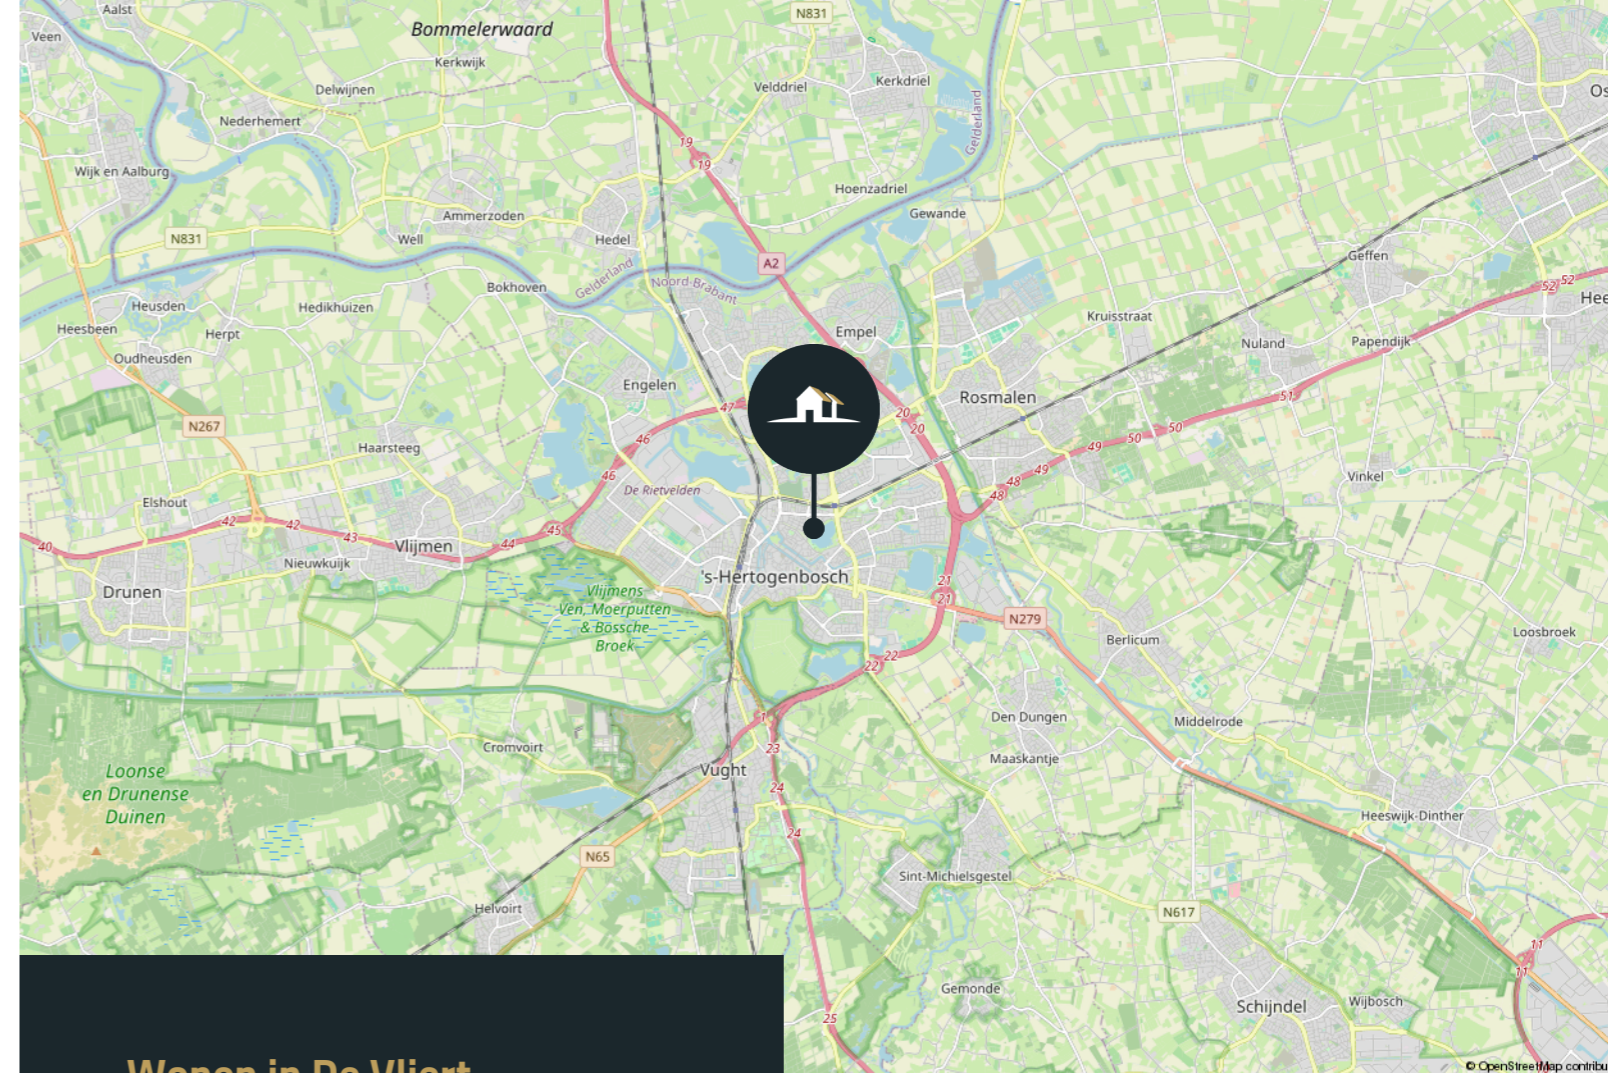 Aalst
Bommelerwaard
N831
Veen
Kerkwijk
Delwijnen
Velddriel
Kerkdriel
Gelderland
Nederhemert
19
19
Wijk en Aalburg
Hoenzadriel
Ammerzoden
Gewande
N831
Well
Hedel
A2
Geffen
Gelderland
Noord-Brabant
Bokhoven
52
52
Heusden
Hedikhuizen
Heesbeen
Herpt
Empel
Kruisstraat
Nuland
Papendijk
Oudheusden
Engelen
Rosmalen
51
47
20
20
N267
46
50
50
49
Haarsteeg
46
49
48
48
Vinkel
De Rietvelden
Elshout
42
42
43
44
45
40
Vlijmen
Nieuwkuijk
's-Hertogenbosch
Drunen
21
21
Vlijmens
Ven, Moerputten
& Bossche
Broek
N279
Berlicum
Loosbroek
22
22
Den Dungen
Middelrode
1
23
Cromvoirt
Vught
Maaskantje
Loonse
en Drunense
Duinen
24
24
Heeswijk-Dinther
N65
Sint-Michielsgestel
Helvoirt
N617
11
11
Gemonde
Schijndel
Wijbosch
25
Wonen in De Vliert
© OpenStreetMap contribu